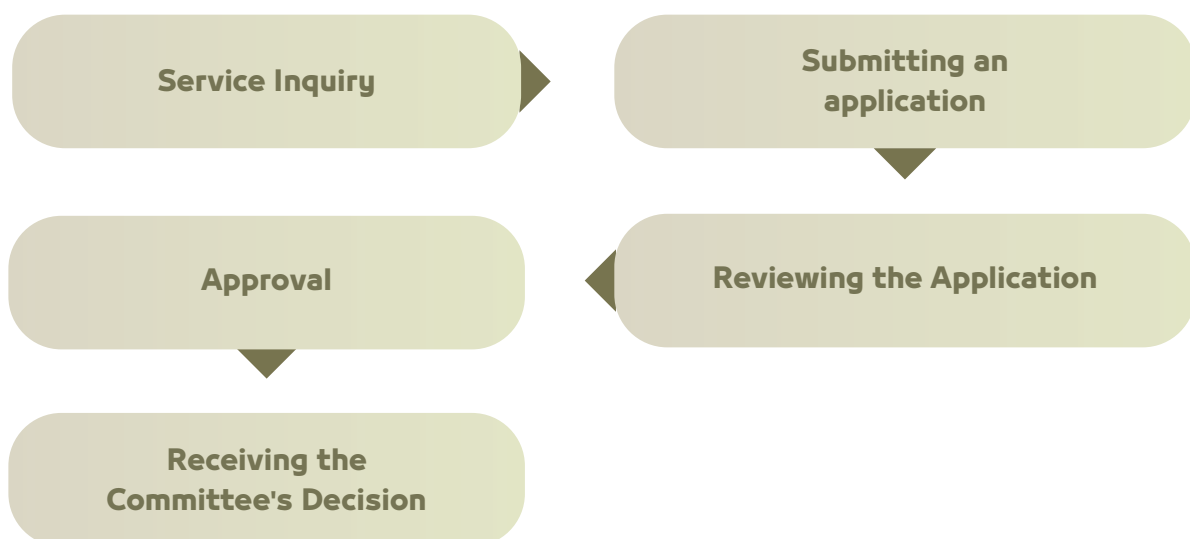 Service Inquiry
Submitting an
application
Reviewing the Application
Approval
Receiving the
Committee's Decision